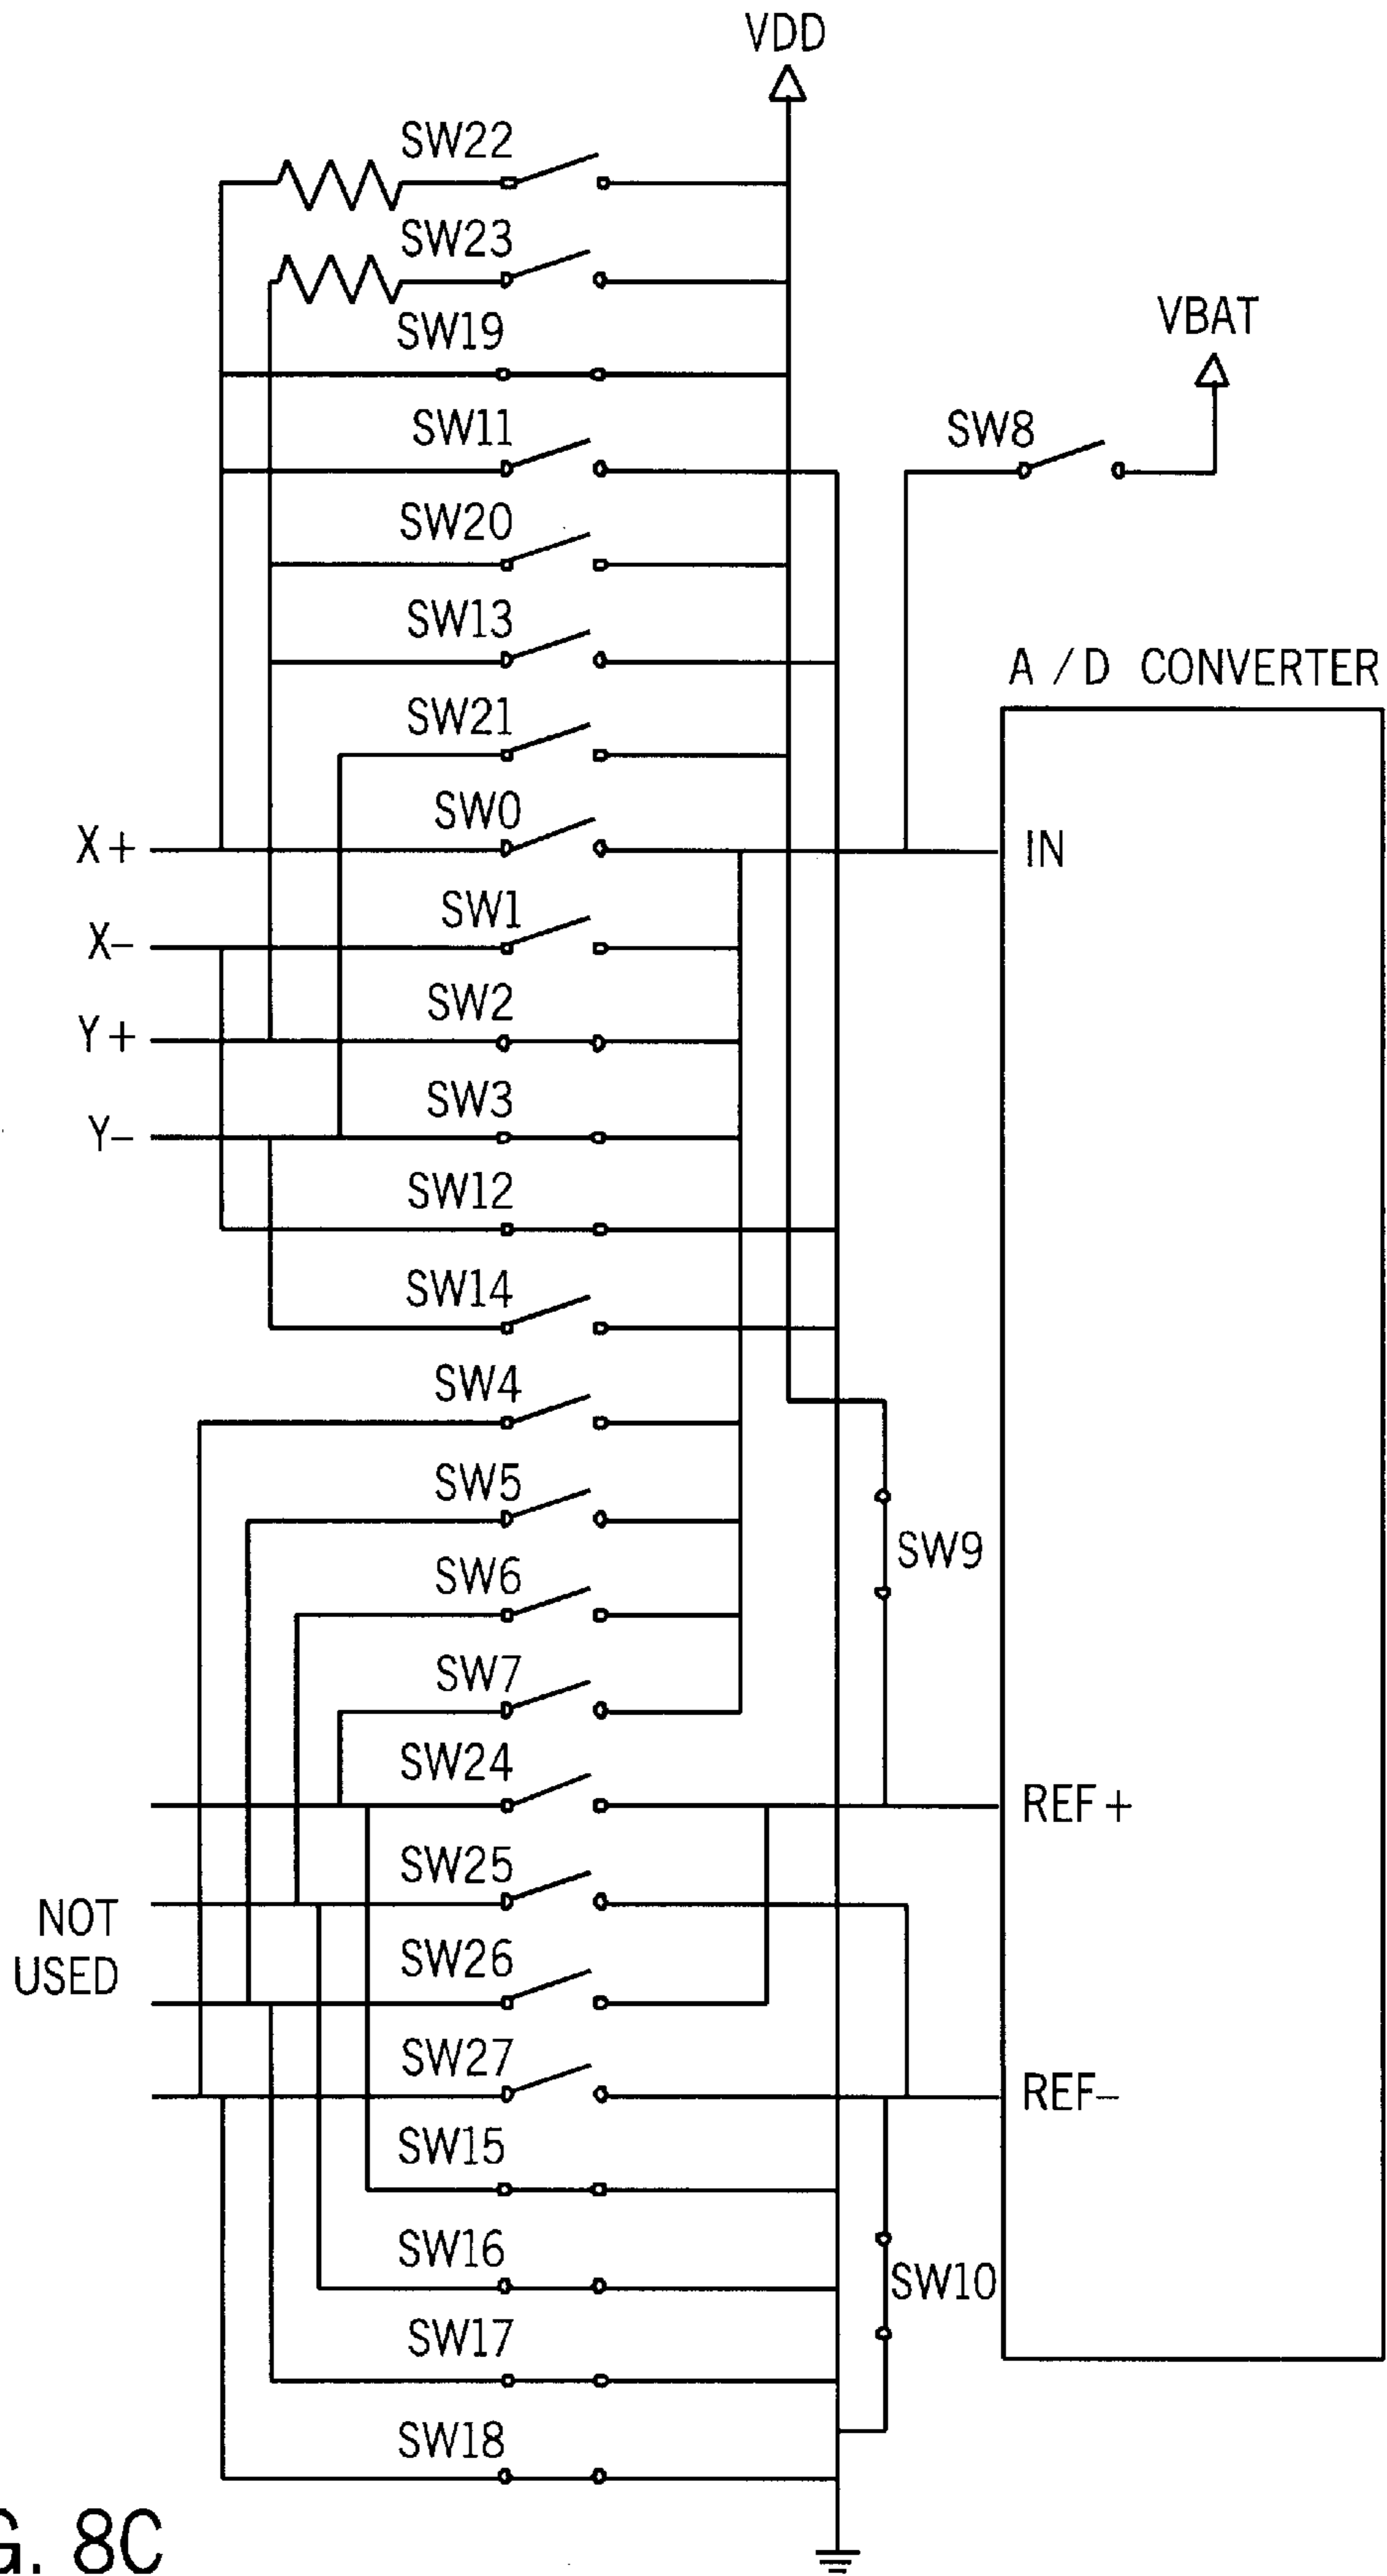 VDD
SW22
SW23
SW19
VBAT
SW11
SW8
SW20
SW13
A / D CONVERTER
SW21
SW0
X+
IN
SW1
X−
SW2
Y+
SW3
Y−
SW12
SW14
SW4
SW5
SW9
SW6
SW7
SW24
REF+
SW25
NOT
USED
SW26
SW27
REF−
SW15
SW16
SW10
SW17
SW18
G. 8C